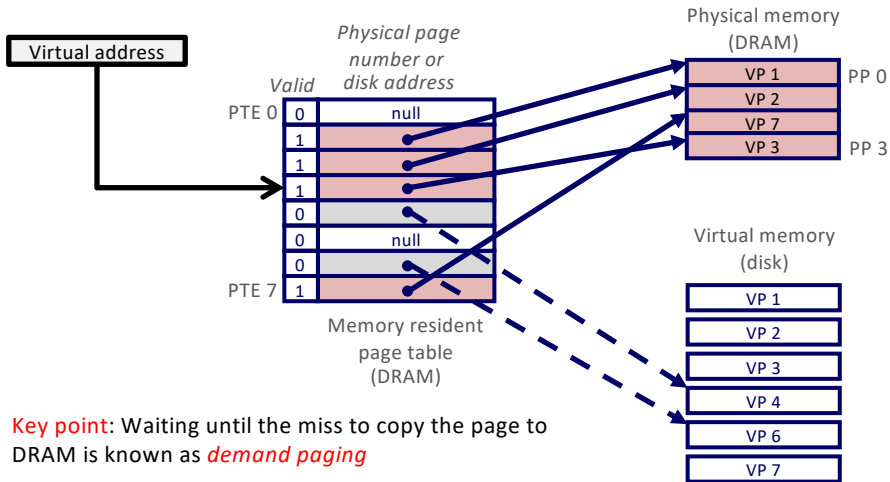 Virtual address
Physical page
number or
disk address
Valid
PTE 0
0
null
1
1
1
0
0
null
0
PTE 7
1
Memory resident
page table
(DRAM)
Physical memory
(DRAM)
VP 1
PP 0
VP 2
VP 7
VP 3
PP 3
Virtual memory
(disk)
VP 1
VP 2
VP 3
VP 4
VP 6
VP 7
Key point: Waiting until the miss to copy the page to
DRAM is known as demand paging